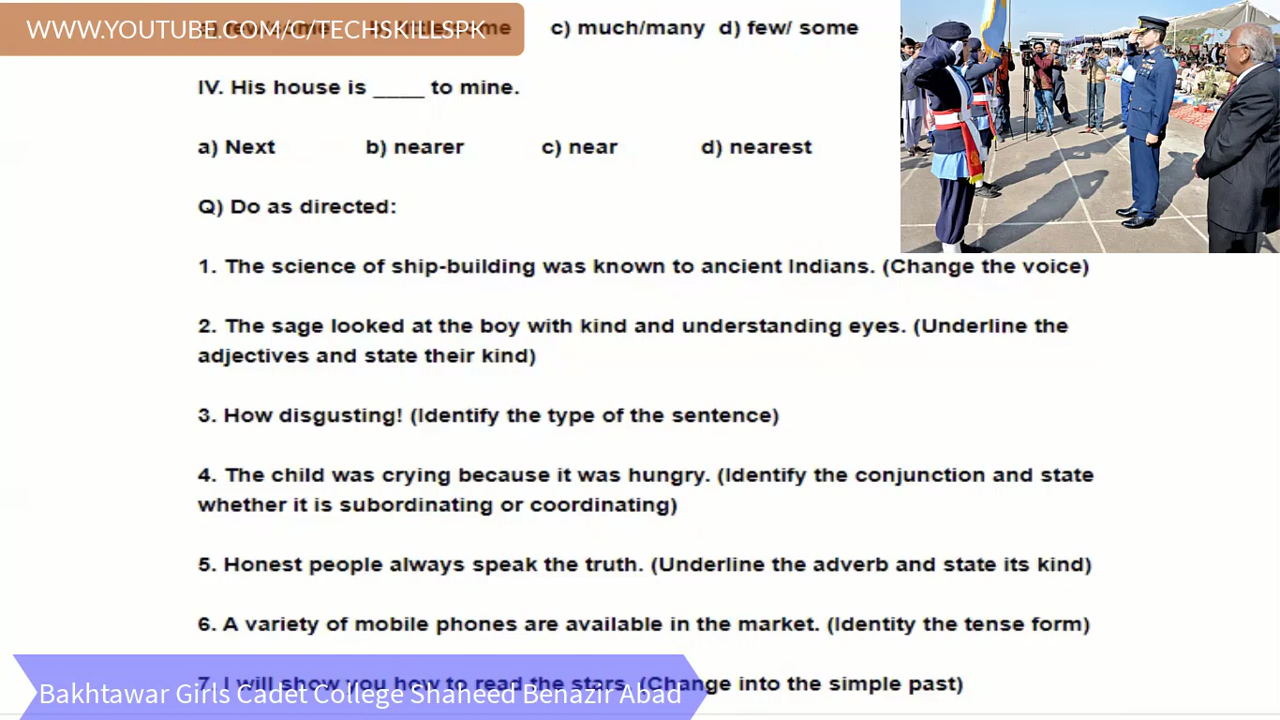 WWW.YOUTUBE.COM/C/TECHSKILLSPK
c) much/many d) few/ some
IV. His house is ____ to mine.
a) Next b) nearer c) near d) nearest
Q) Do as directed:
1. The science of ship-building was known to ancient Indians. (Change the voice)
2. The sage looked at the boy with kind and understanding eyes. (Underline the
adjectives and state their kind)
3. How disgusting! (Identify the type of the sentence)
4. The child was crying because it was hungry. (Identify the conjunction and state
whether it is subordinating or coordinating)
5. Honest people always speak the truth. (Underline the adverb and state its kind)
6. A variety of mobile phones are available in the market. (Identity the tense form)
7. I will show you how to read the stars. (Change into the simple past)
Bakhtawar Girls Cadet College Shaheed Benazir Abad